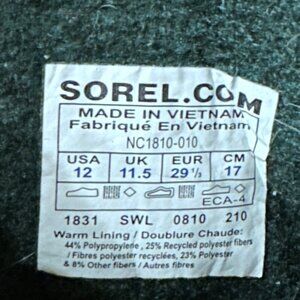 SOREL.COM
MADE IN VIETNAM
Fabriqué En Vietnam
NC1810-010
USA UK EUR CM
12 11.5 29 1/3 17
ECA-4
1831 SWL 0810 210
Warm Lining / Doublure Chaude:
44% Polypropylene, 25% Recycled polyester fibers
/ Fibres polyester recyclées, 23% Polyester fibers
& 8% Other fibers / Autres fibres